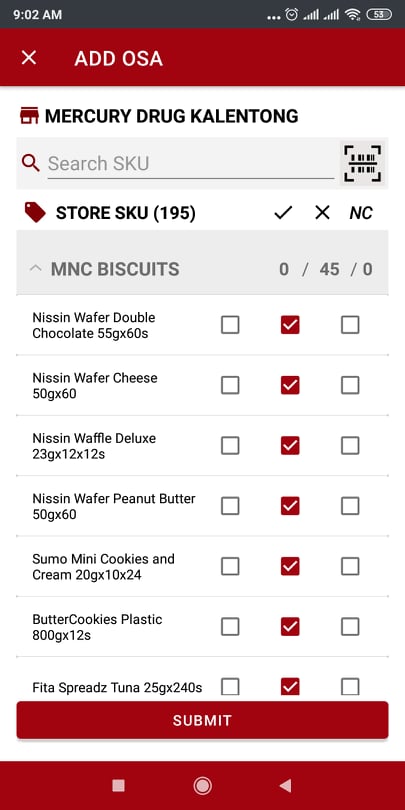 9:02 AM
53
ADD OSA
MERCURY DRUG KALENTONG
Search SKU
STORE SKU (195) NC
MNC BISCUITS 0 / 45 / 0
Nissin Wafer Double
Chocolate 55gx60s
Nissin Wafer Cheese
50gx60
Nissin Waffle Deluxe
23gx12x12s
Nissin Wafer Peanut Butter
50gx60
Sumo Mini Cookies and
Cream 20gx10x24
ButterCookies Plastic
800gx12s
Fita Spreadz Tuna 25gx240s
SUBMIT